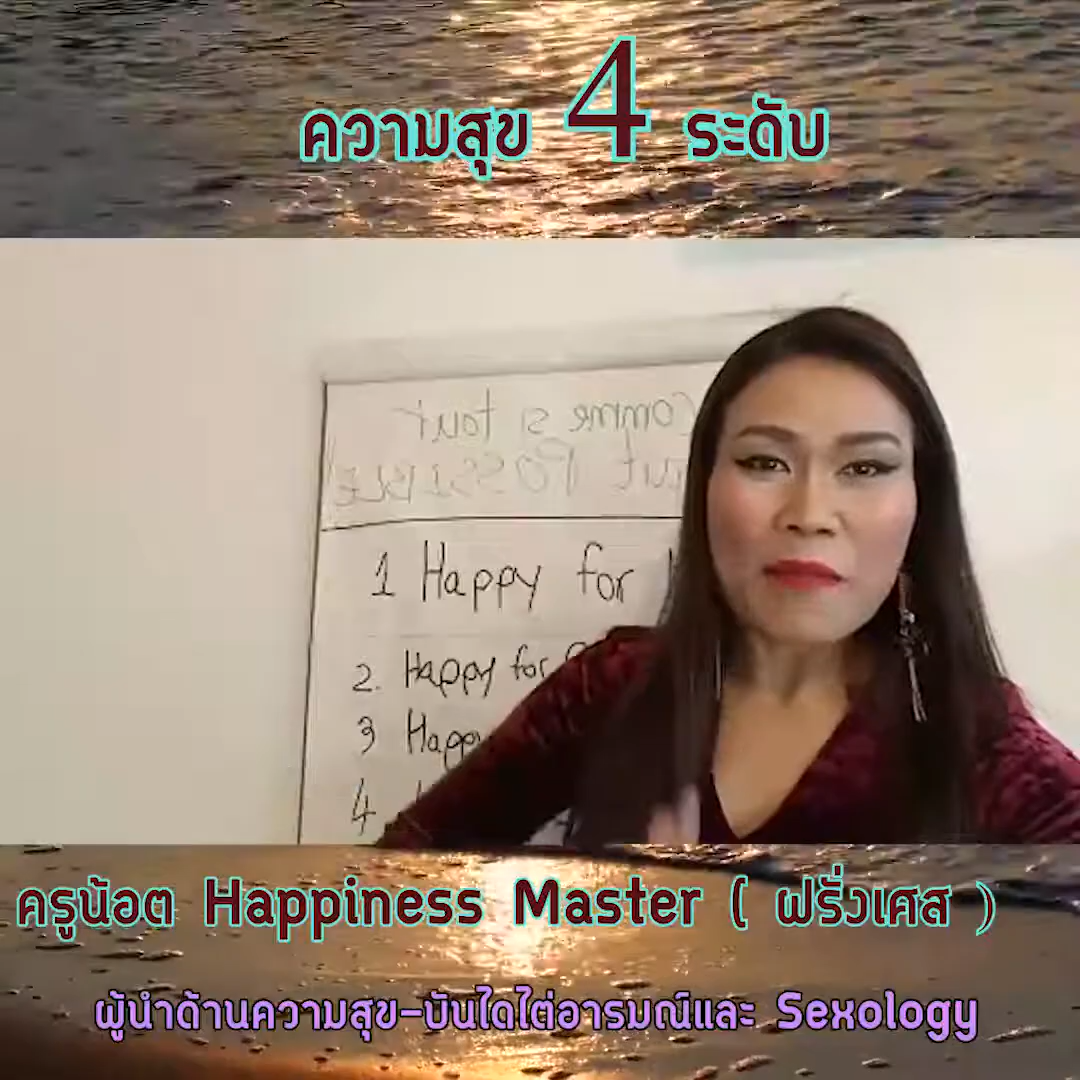 ความสุข 4 ระดับ
Comme si tout
POSSIBLE
1 Happy for
2. Happy for
3 Happy
4
ครูน้อต Happiness Master ( ฝรั่งเศส )
ผู้นำด้านความสุข-บันไดไต่อารมณ์และ Sexology